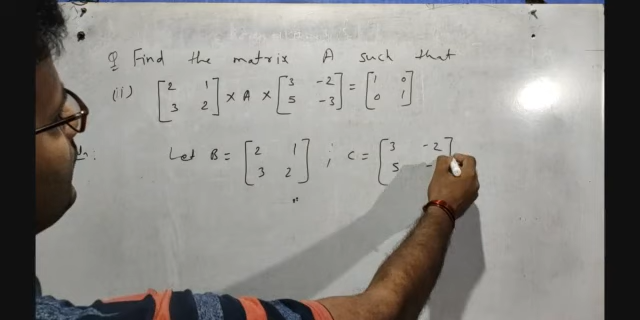 Q Find the matrix A such that
(ii) [2 1 3 2] × A × [3 -2 5 -3] = [1 0 0 1]
Let B = [2 1 3 2] ; C = [3 -2 5 -